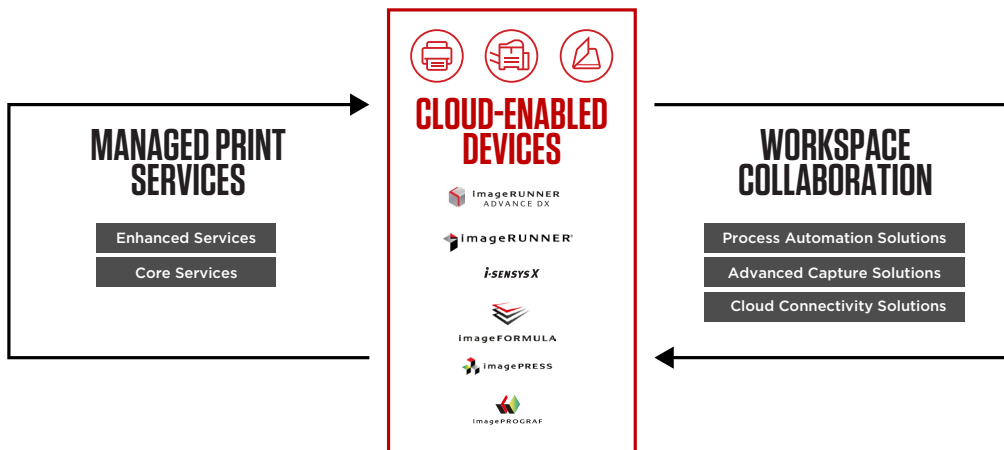 MANAGED PRINT
SERVICES
Enhanced Services
Core Services
CLOUD-ENABLED
DEVICES
imageRUNNER
ADVANCE DX
imageRUNNER®
i-SENSYS X
imageFORMULA
imagePRESS
imagePROGRAF
WORKSPACE
COLLABORATION
Process Automation Solutions
Advanced Capture Solutions
Cloud Connectivity Solutions